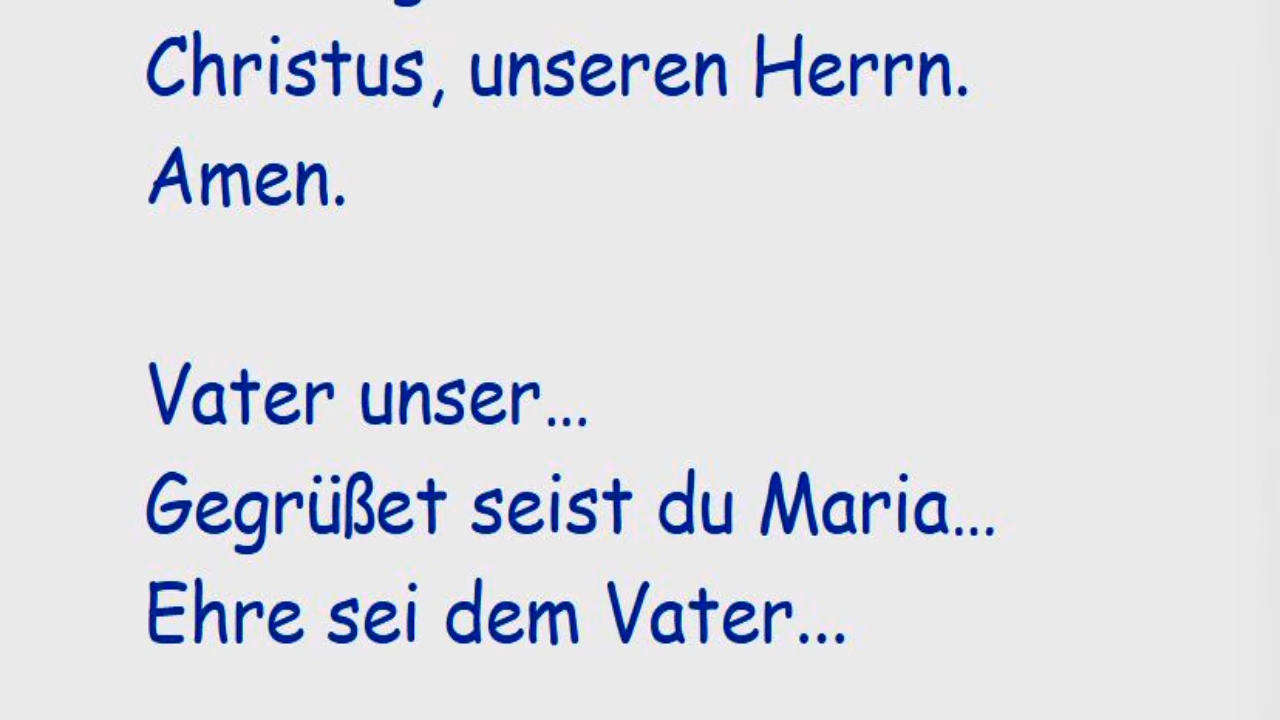 Christus, unseren Herrn.
Amen.
Vater unser...
Gegrüßet seist du Maria...
Ehre sei dem Vater...